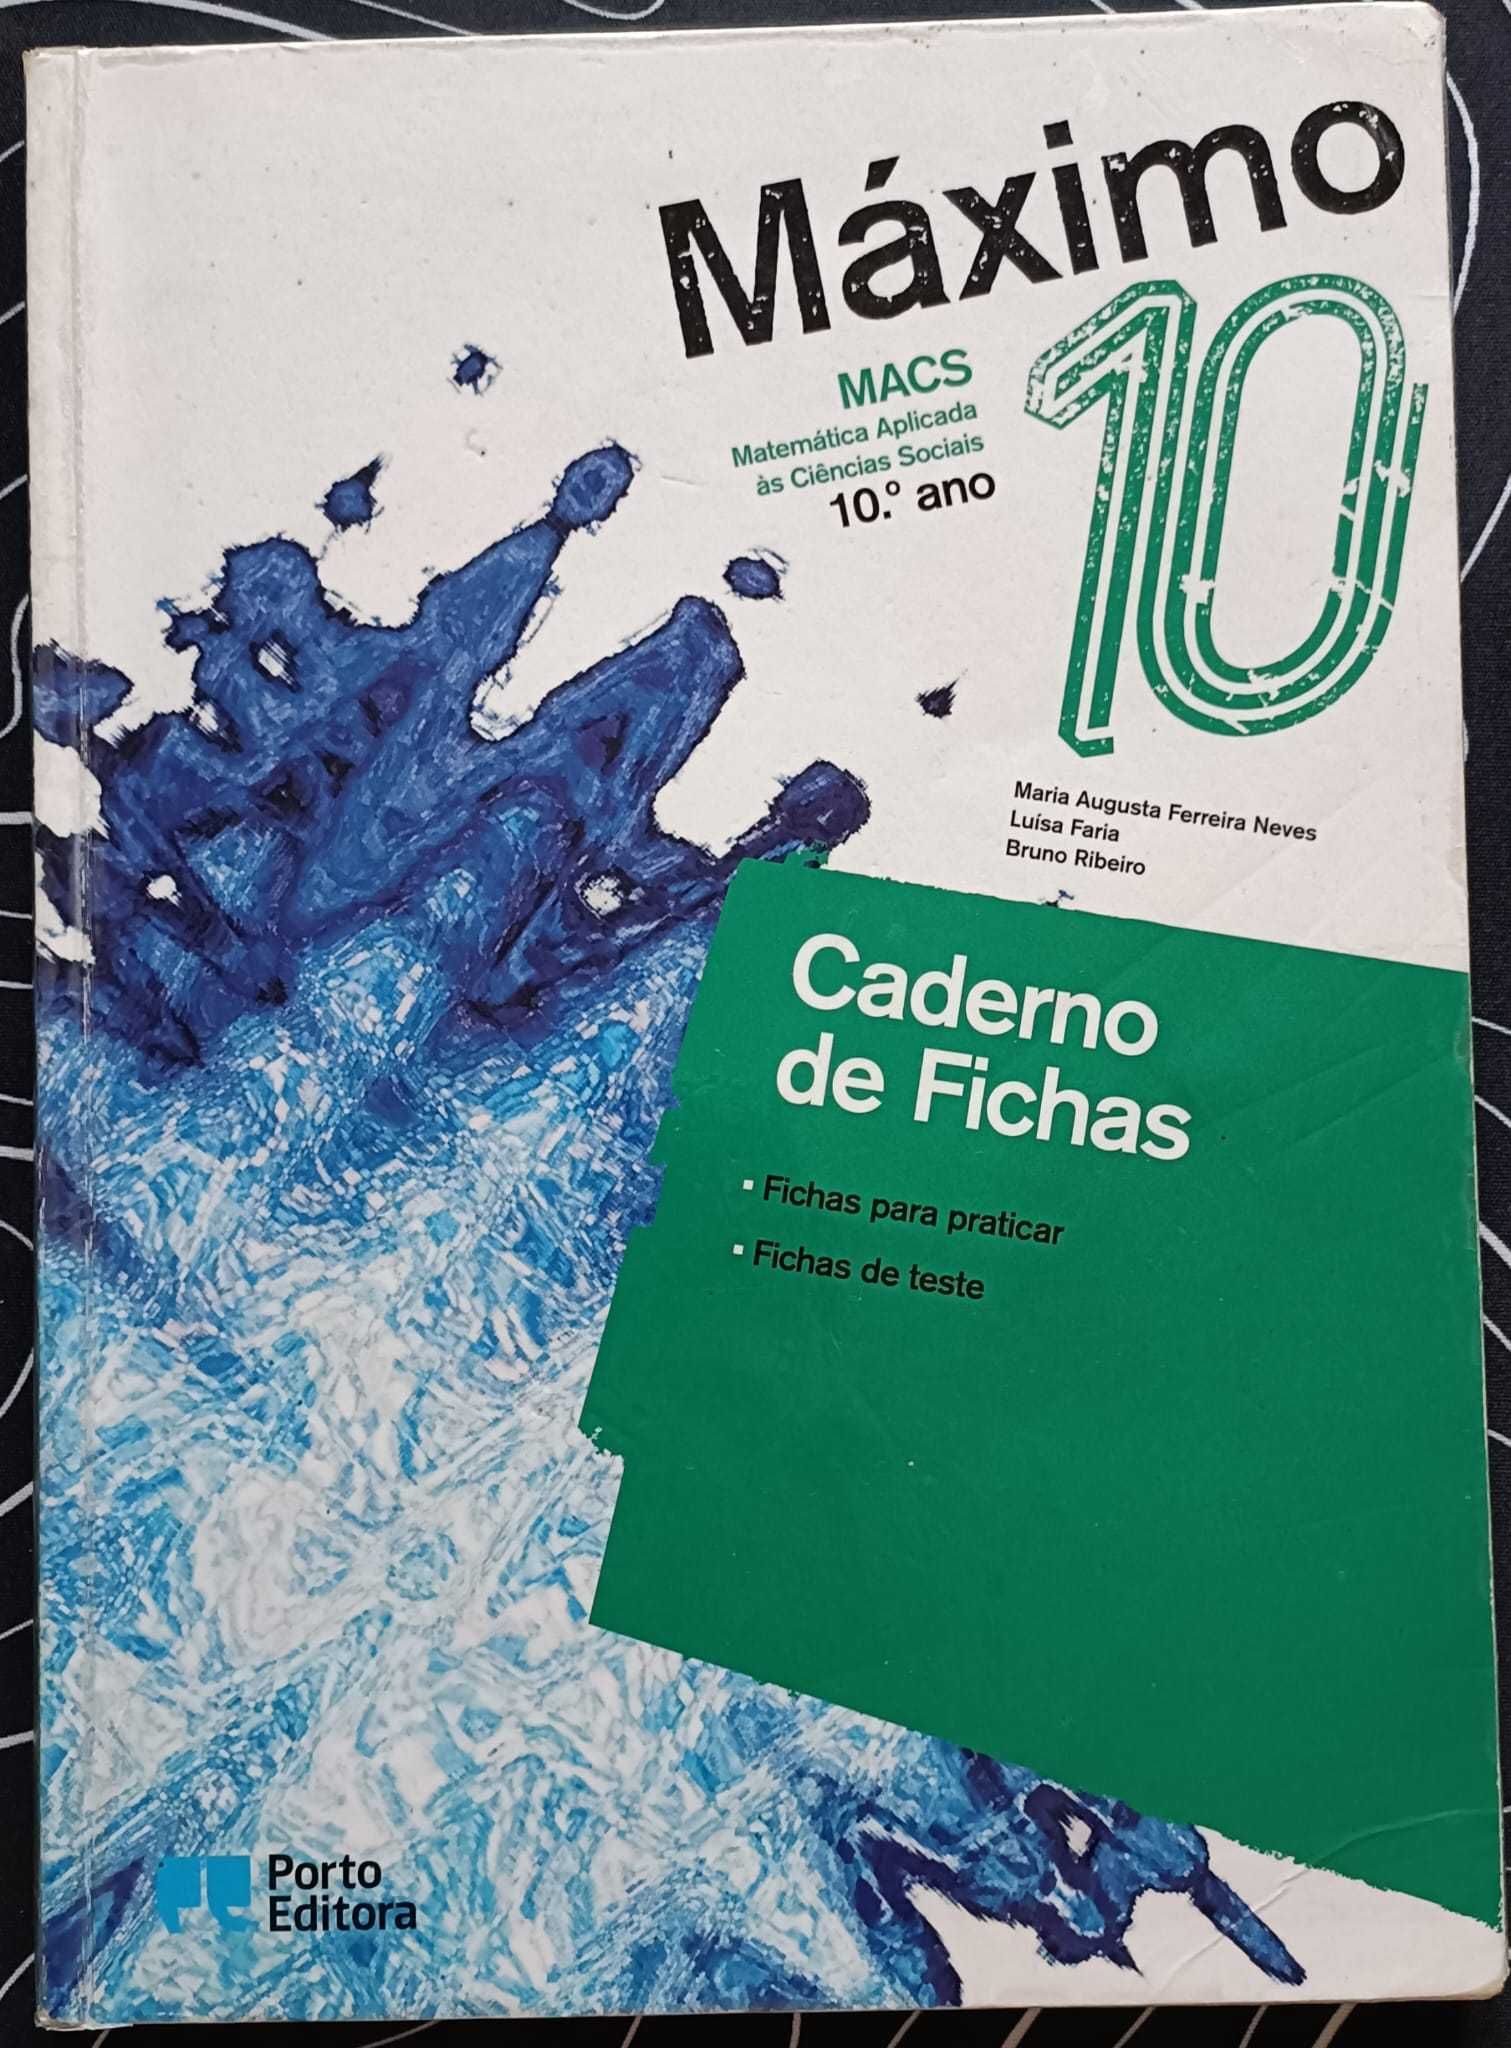 Máximo
10
MACS
Matemática Aplicada
às Ciências Sociais
10.º ano
Maria Augusta Ferreira Neves
Luísa Faria
Bruno Ribeiro
Caderno
de Fichas
▪ Fichas para praticar
▪ Fichas de teste
Porto
Editora